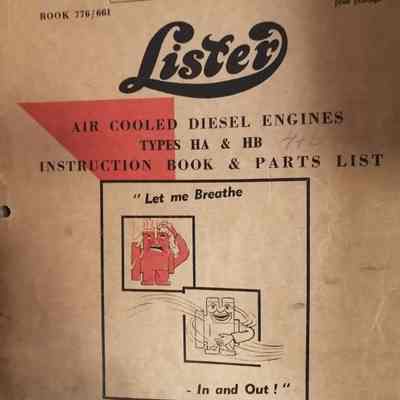 BOOK 776/661
Lister
AIR COOLED DIESEL ENGINES
TYPES HA & HB
INSTRUCTION BOOK & PARTS LIST
"Let me Breathe
- In and Out!"